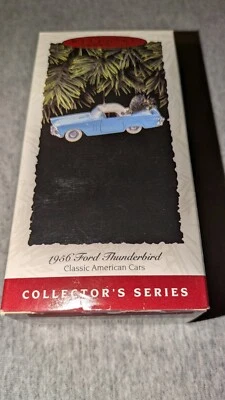 1956 Ford Thunderbird
Classic American Cars
COLLECTOR'S SERIES